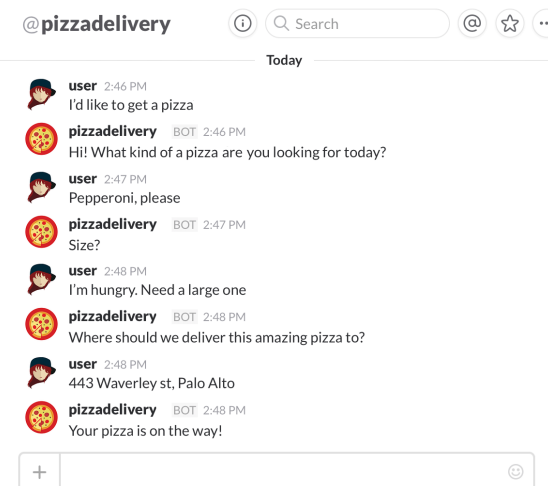 @pizzadelivery
Search
Today
user 2:46 PM
I'd like to get a pizza
pizzadelivery BOT 2:46 PM
Hi! What kind of a pizza are you looking for today?
user 2:47 PM
Pepperoni, please
pizzadelivery BOT 2:47 PM
Size?
user 2:48 PM
I'm hungry. Need a large one
pizzadelivery BOT 2:48 PM
Where should we deliver this amazing pizza to?
user 2:48 PM
443 Waverley st, Palo Alto
pizzadelivery BOT 2:48 PM
Your pizza is on the way!